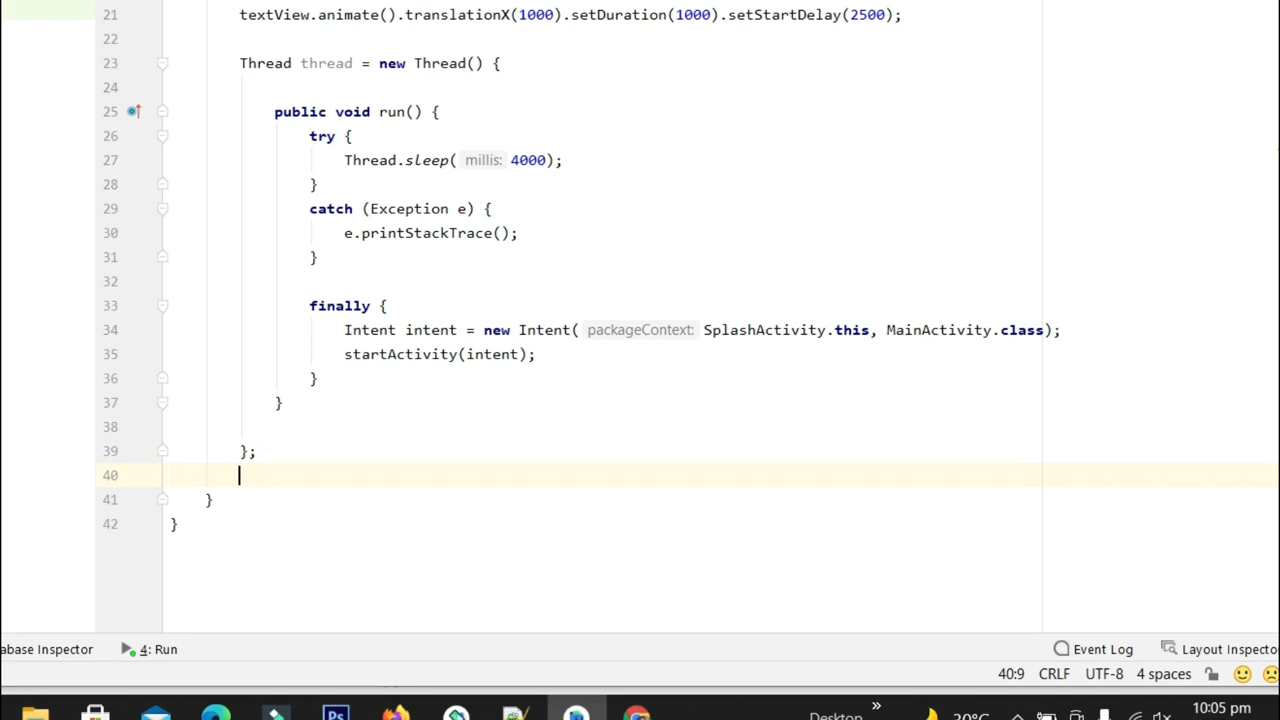 21 textView.animate().translationX(1000).setDuration(1000).setStartDelay(2500);
22
23 Thread thread = new Thread() {
24
25 public void run() {
26 try {
27 Thread.sleep( millis: 4000);
28 }
29 catch (Exception e) {
30 e.printStackTrace();
31 }
32
33 finally {
34 Intent intent = new Intent( packageContext: SplashActivity.this, MainActivity.class);
35 startActivity(intent);
36 }
37 }
38
39 };
40
41 }
42 }
abase Inspector 4: Run Event Log Layout Inspecto
40:9 CRLF UTF-8 4 spaces
Ps Desktop » 20°C 10:05 pm